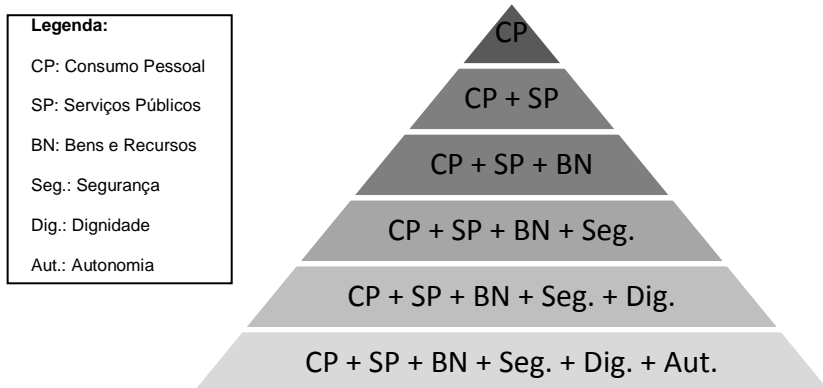 Legenda:
CP: Consumo Pessoal
SP: Serviços Públicos
BN: Bens e Recursos
Seg.: Segurança
Dig.: Dignidade
Aut.: Autonomia
CP
CP + SP
CP + SP + BN
CP + SP + BN + Seg.
CP + SP + BN + Seg. + Dig.
CP + SP + BN + Seg. + Dig. + Aut.